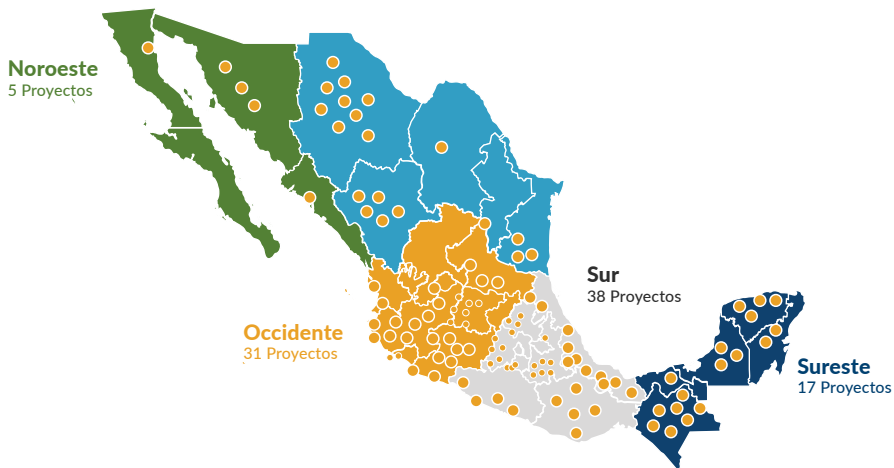 Noroeste
5 Proyectos
Sur
38 Proyectos
Occidente
31 Proyectos
Sureste
17 Proyectos